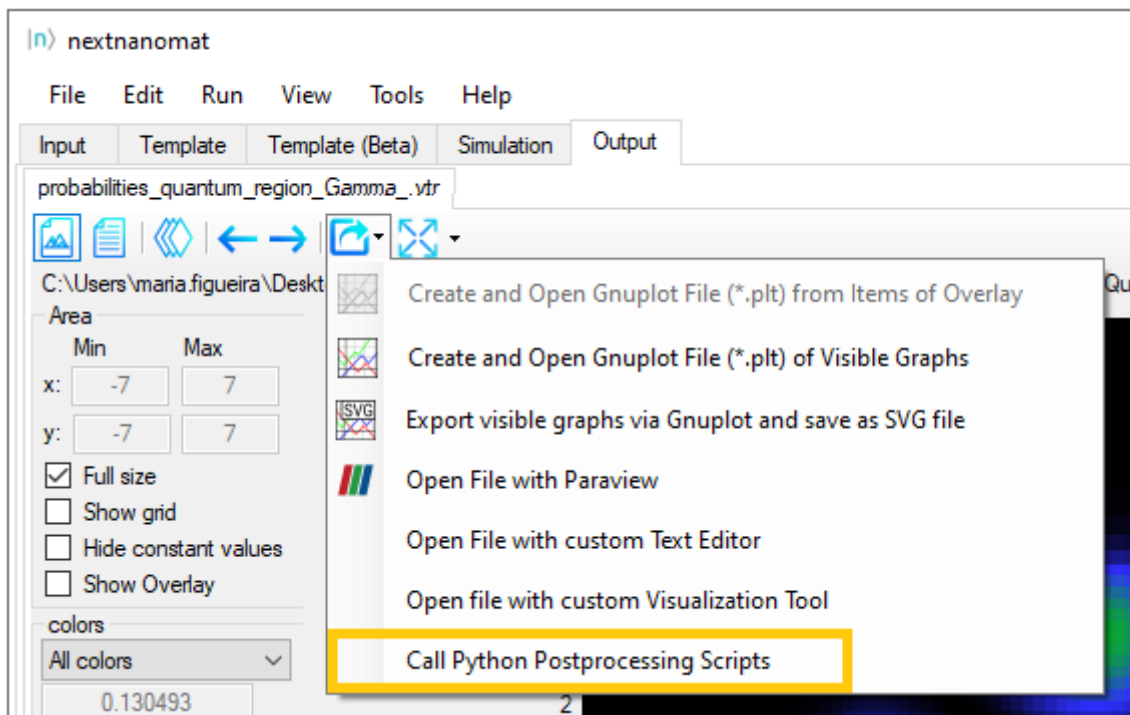 |n⟩ nextnanomat
File Edit Run View Tools Help
Input Template Template (Beta) Simulation Output
probabilities_quantum_region_Gamma_.vtr
C:\Users\maria.figueira\Deskt
Qu
Area
Min Max
x: -7 7
y: -7 7
Full size
Show grid
Hide constant values
Show Overlay
colors
All colors
0.130493
2
Create and Open Gnuplot File (*.plt) from Items of Overlay
Create and Open Gnuplot File (*.plt) of Visible Graphs
SVG
Export visible graphs via Gnuplot and save as SVG file
Open File with Paraview
Open File with custom Text Editor
Open file with custom Visualization Tool
Call Python Postprocessing Scripts